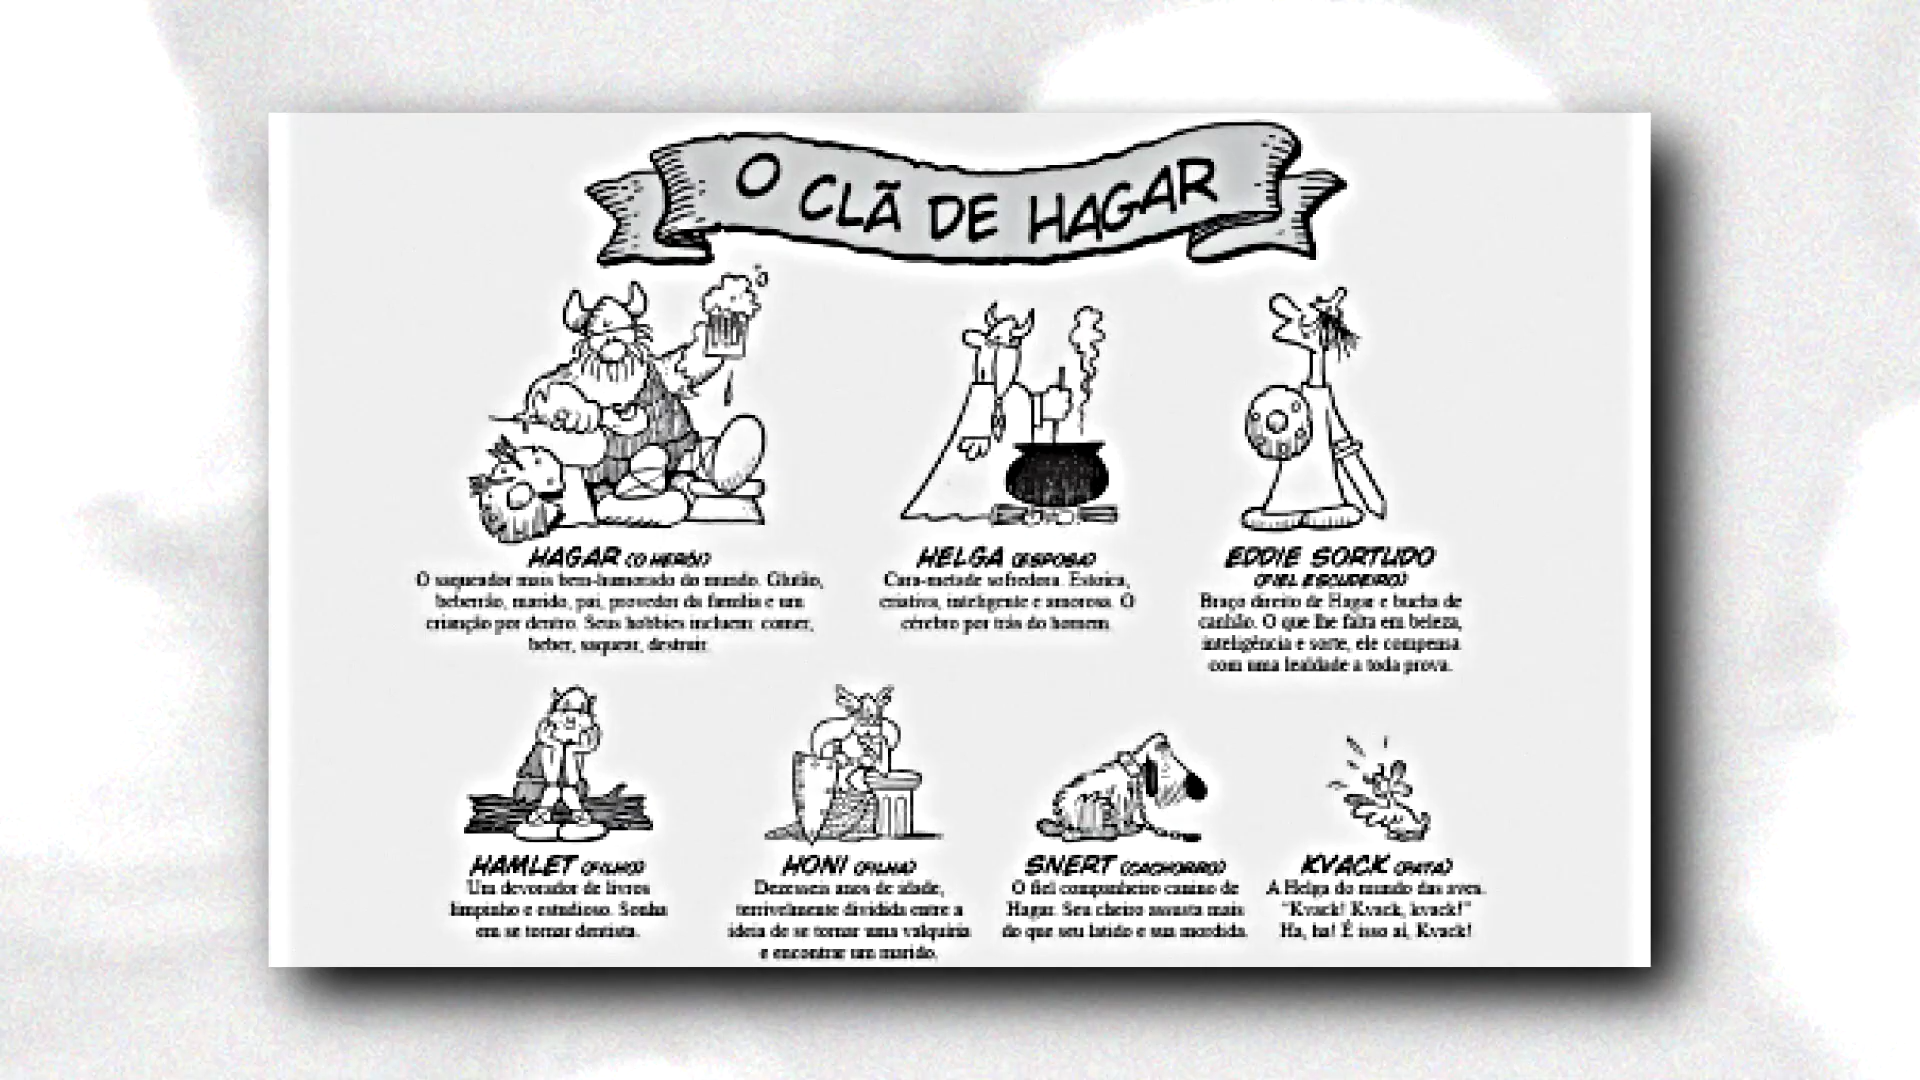 O CLÃ DE HAGAR
HAGAR (O HERÓI)
O saqueador mais bem-humorado do mundo. Glutão,
beberrão, marido, pai, provedor da família e um
crianção por dentro. Seus hobbies incluem: comer,
beber, saquear, destruir.
HELGA (ESPOSA)
Cara-metade sofredora. Estoica,
criativa, inteligente e amorosa. O
cérebro por trás do homem.
EDDIE SORTUDO
(FIEL ESCUDEIRO)
Braço direito de Hagar e bucha de
canhão. O que lhe falta em beleza,
inteligência e sorte, ele compensa
com uma lealdade a toda prova.
HAMLET (FILHO)
Um devorador de livros
limpinho e estudioso. Sonha
em se tornar dentista.
HONI (FILHA)
Dezesseis anos de idade,
terrivelmente dividida entre a
ideia de se tornar uma valquíria
e encontrar um marido.
SNERT (CACHORRO)
O fiel companheiro canino de
Hagar. Seu cheiro assusta mais
do que seu latido e sua mordida.
KVACK (PATA)
A Helga do mundo das aves.
"Kvack! Kvack, kvack!"
Ha, ha! É isso aí, Kvack!